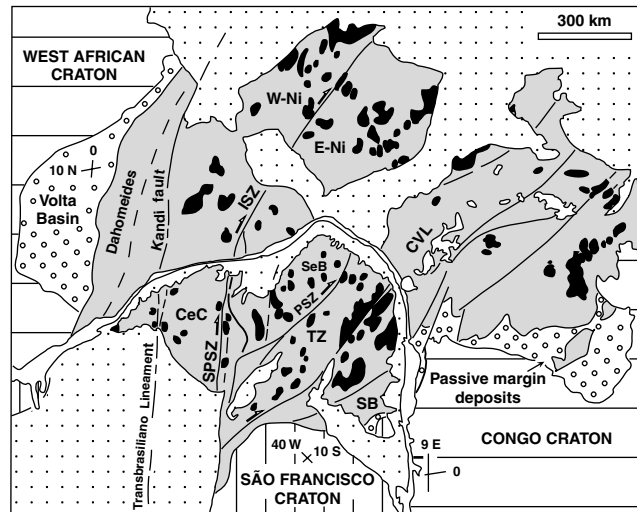 300 km
WEST AFRICAN
CRATON
W-Ni
E-Ni
0
10 N
Volta
Basin
Dahomeides
Kandi fault
ISZ
CVL
SeB
PSZ
CeC
SPSZ
TZ
SB
Transbrasiliano Lineament
Passive margin
deposits
40 W
10 S
SÃO FRANCISCO
CRATON
9 E
0
CONGO CRATON